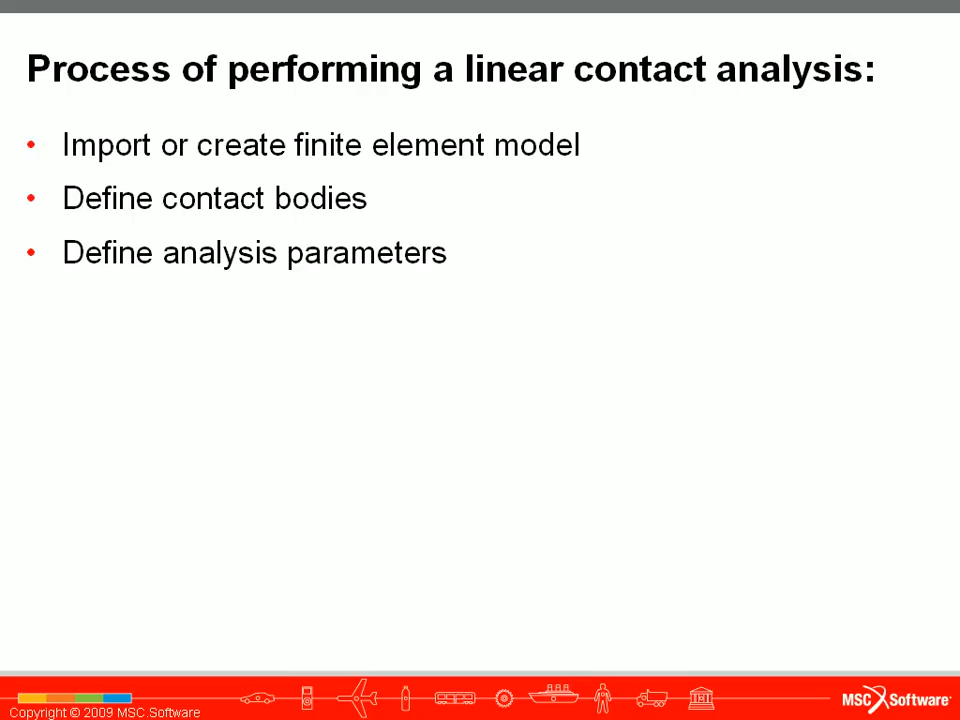 Process of performing a linear contact analysis:
• Import or create finite element model
• Define contact bodies
• Define analysis parameters
Copyright © 2009 MSC.Software
MSC Software